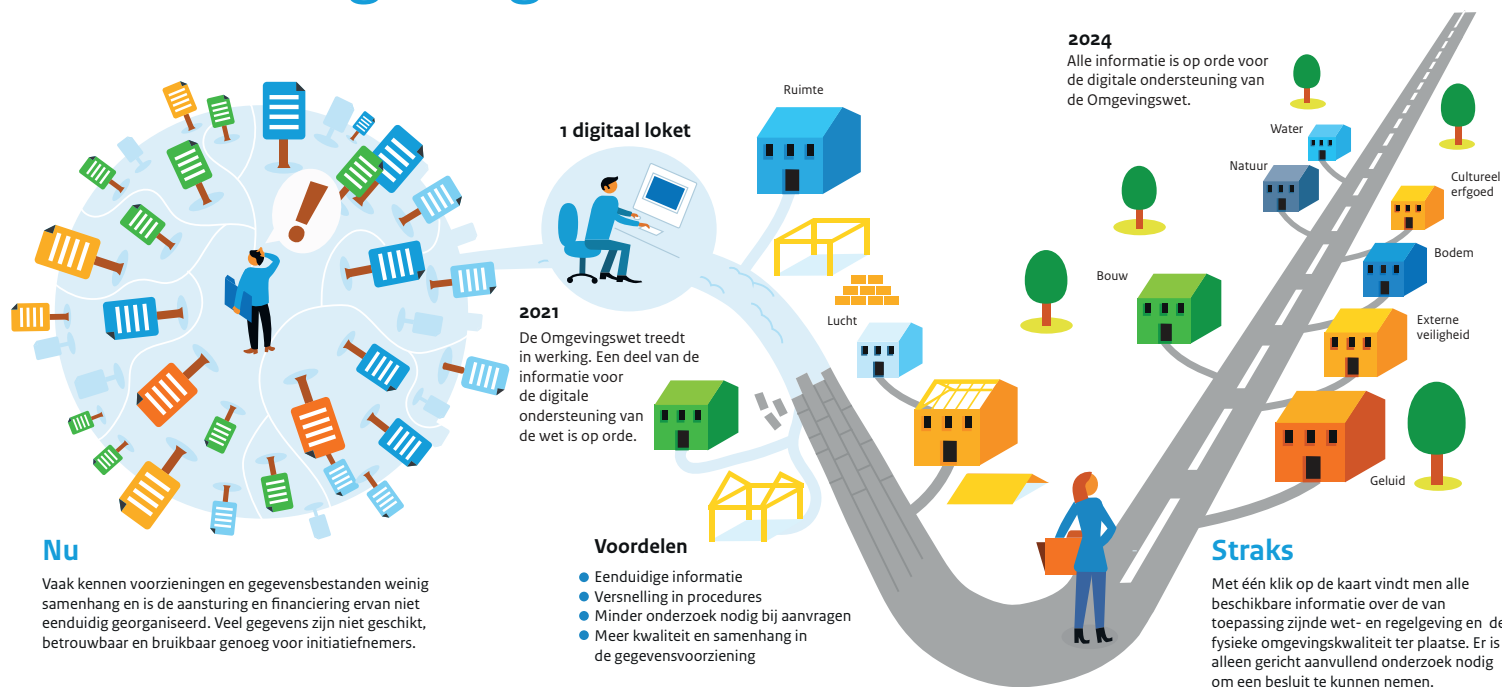 Nu
Vaak kennen voorzieningen en gegevensbestanden weinig
samenhang en is de aansturing en financiering ervan niet
eenduidig georganiseerd. Veel gegevens zijn niet geschikt,
betrouwbaar en bruikbaar genoeg voor initiatiefnemers.
1 digitaal loket
2021
De Omgevingswet treedt
in werking. Een deel van de
informatie voor
de digitale
ondersteuning van
de wet is op orde.
Ruimte
Lucht
Voordelen
Eenduidige informatie
Versnelling in procedures
Minder onderzoek nodig bij aanvragen
Meer kwaliteit en samenhang in
de gegevensvoorziening
2024
Alle informatie is op orde voor
de digitale ondersteuning van
de Omgevingswet.
Water
Natuur
Cultureel
erfgoed
Bodem
Bouw
Externe
veiligheid
Geluid
Straks
Met één klik op de kaart vindt men alle
beschikbare informatie over de van
toepassing zijnde wet- en regelgeving en de
fysieke omgevingskwaliteit ter plaatse. Er is
alleen gericht aanvullend onderzoek nodig
om een besluit te kunnen nemen.